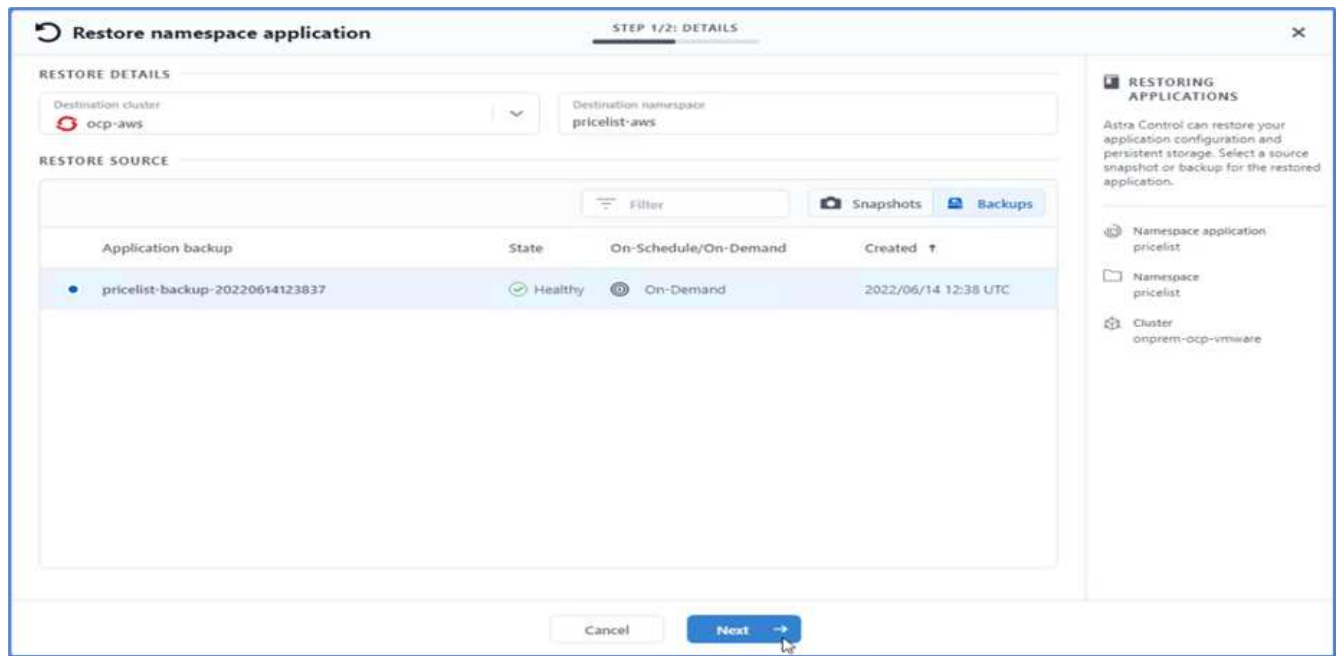 Restore namespace application
STEP 1/2: DETAILS
RESTORE DETAILS
Destination cluster
ocp-aws
Destination namespace
pricelist-aws
RESTORE SOURCE
Filter
Snapshots
Backups
Application backup
State
On-Schedule/On-Demand
Created ↑
pricelist-backup-20220614123837
Healthy
On-Demand
2022/06/14 12:38 UTC
RESTORING
APPLICATIONS
Astra Control can restore your
application configuration and
persistent storage. Select a source
snapshot or backup for the restored
application.
Namespace application
pricelist
Namespace
pricelist
Cluster
onprem-ocp-vmware
Cancel
Next →